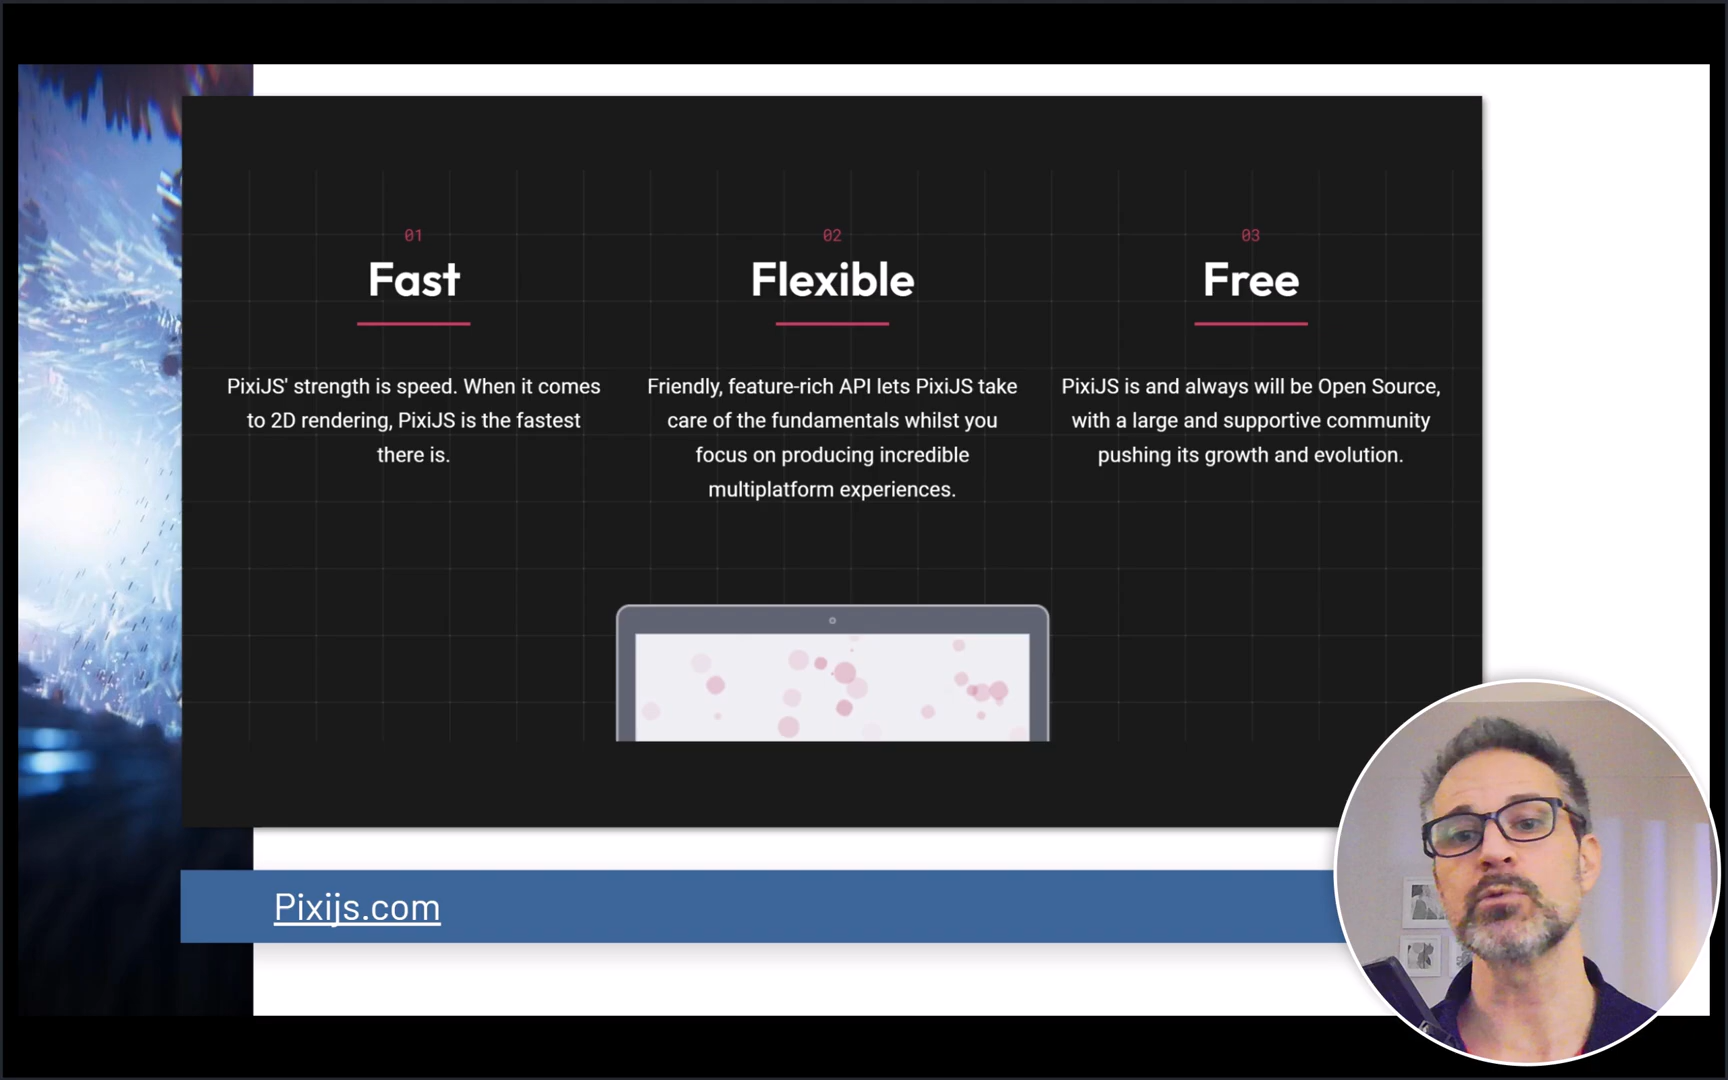 01
Fast
PixiJS' strength is speed. When it comes
to 2D rendering, PixiJS is the fastest
there is.
02
Flexible
Friendly, feature-rich API lets PixiJS take
care of the fundamentals whilst you
focus on producing incredible
multiplatform experiences.
03
Free
PixiJS is and always will be Open Source,
with a large and supportive community
pushing its growth and evolution.
Pixijs.com